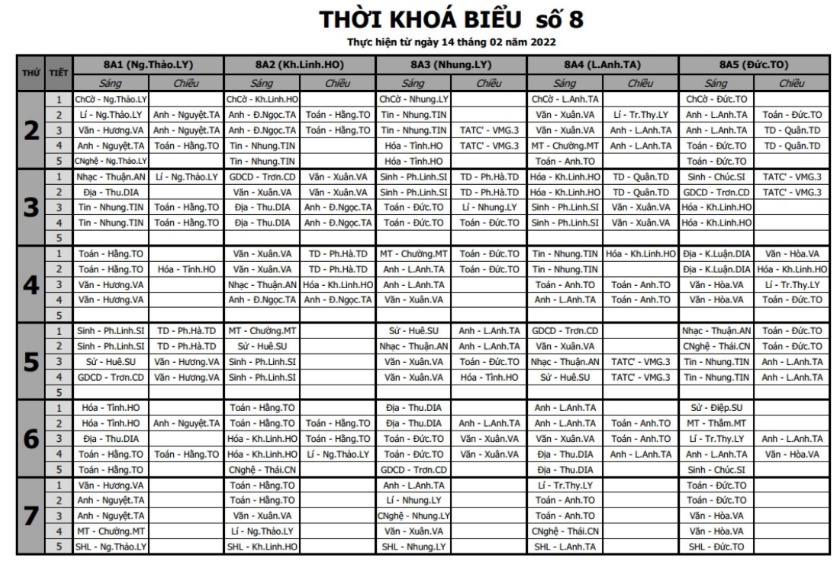 THỜI KHOÁ BIỂU số 8
Thực hiện từ ngày 14 tháng 02 năm 2022
THỨ TIẾT 8A1 (Ng.Thảo.LY) 8A2 (Kh.Linh.HO) 8A3 (Nhung.LY) 8A4 (L.Anh.TA) 8A5 (Đức.TO)
Sáng Chiều Sáng Chiều Sáng Chiều Sáng Chiều Sáng Chiều
2
1 ChCờ - Ng.Thảo.LY ChCờ - Kh.Linh.HO ChCờ - Nhung.LY ChCờ - L.Anh.TA ChCờ - Đức.TO
2 Lí - Ng.Thảo.LY Anh - Nguyệt.TA Anh - Đ.Ngọc.TA Toán - Hằng.TO Tin - Nhung.TIN Văn - Xuân.VA Lí - Tr.Thy.LY Anh - L.Anh.TA Toán - Đức.TO
3 Văn - Hương.VA Anh - Nguyệt.TA Anh - Đ.Ngọc.TA Toán - Hằng.TO Tin - Nhung.TIN TATC' - VMG.3 Văn - Xuân.VA Anh - L.Anh.TA Anh - L.Anh.TA TD - Quân.TD
4 Anh - Nguyệt.TA Toán - Hằng.TO Tin - Nhung.TIN Hóa - Tình.HO TATC' - VMG.3 MT - Chường.MT Anh - L.Anh.TA Toán - Đức.TO TD - Quân.TD
5 CNghệ - Ng.Thảo.LY Tin - Nhung.TIN Hóa - Tình.HO Toán - Anh.TO Toán - Đức.TO
3
1 Nhạc - Thuận.AN Lí - Ng.Thảo.LY GDCD - Trơn.CD Văn - Xuân.VA Sinh - Ph.Linh.SI TD - Ph.Hà.TD Hóa - Kh.Linh.HO TD - Quân.TD Sinh - Chúc.SI TATC' - VMG.3
2 Địa - Thu.DIA Văn - Xuân.VA Văn - Xuân.VA Sinh - Ph.Linh.SI TD - Ph.Hà.TD Hóa - Kh.Linh.HO TD - Quân.TD GDCD - Trơn.CD TATC' - VMG.3
3 Tin - Nhung.TIN Toán - Hằng.TO Địa - Thu.DIA Anh - Đ.Ngọc.TA Toán - Đức.TO Lí - Nhung.LY Sinh - Ph.Linh.SI Văn - Xuân.VA Hóa - Kh.Linh.HO
4 Tin - Nhung.TIN Toán - Hằng.TO Địa - Thu.DIA Anh - Đ.Ngọc.TA Toán - Đức.TO Toán - Đức.TO Sinh - Ph.Linh.SI Văn - Xuân.VA Hóa - Kh.Linh.HO
5
4
1 Toán - Hằng.TO Văn - Xuân.VA TD - Ph.Hà.TD MT - Chường.MT Toán - Đức.TO Tin - Nhung.TIN Hóa - Kh.Linh.HO Địa - K.Luận.DIA Văn - Hòa.VA
2 Toán - Hằng.TO Hóa - Tình.HO Văn - Xuân.VA TD - Ph.Hà.TD Anh - L.Anh.TA Toán - Đức.TO Tin - Nhung.TIN Địa - K.Luận.DIA Hóa - Kh.Linh.HO
3 Văn - Hương.VA Nhạc - Thuận.AN Hóa - Kh.Linh.HO Anh - L.Anh.TA Toán - Anh.TO Toán - Anh.TO Văn - Hòa.VA Lí - Tr.Thy.LY
4 Văn - Hương.VA Anh - Đ.Ngọc.TA Anh - Đ.Ngọc.TA Văn - Xuân.VA Anh - L.Anh.TA Toán - Anh.TO Văn - Hòa.VA Toán - Đức.TO
5
5
1 Sinh - Ph.Linh.SI TD - Ph.Hà.TD MT - Chường.MT Sử - Huê.SU Anh - L.Anh.TA GDCD - Trơn.CD Nhạc - Thuận.AN Toán - Đức.TO
2 Sinh - Ph.Linh.SI TD - Ph.Hà.TD Sử - Huê.SU Nhạc - Thuận.AN Anh - L.Anh.TA Văn - Xuân.VA CNghệ - Thái.CN Toán - Đức.TO
3 Sử - Huê.SU Văn - Hương.VA Sinh - Ph.Linh.SI Văn - Xuân.VA Toán - Đức.TO Nhạc - Thuận.AN TATC' - VMG.3 Tin - Nhung.TIN Anh - L.Anh.TA
4 GDCD - Trơn.CD Văn - Hương.VA Sinh - Ph.Linh.SI Văn - Xuân.VA Hóa - Tình.HO Sử - Huê.SU TATC' - VMG.3 Tin - Nhung.TIN Anh - L.Anh.TA
5
6
1 Hóa - Tình.HO Toán - Hằng.TO Địa - Thu.DIA Anh - L.Anh.TA Sử - Điệp.SU
2 Hóa - Tình.HO Anh - Nguyệt.TA Toán - Hằng.TO Toán - Hằng.TO Địa - Thu.DIA Anh - L.Anh.TA Anh - L.Anh.TA Toán - Anh.TO MT - Thắm.MT
3 Địa - Thu.DIA Hóa - Kh.Linh.HO Toán - Hằng.TO Toán - Đức.TO Văn - Xuân.VA Văn - Xuân.VA Toán - Anh.TO Lí - Tr.Thy.LY Anh - L.Anh.TA
4 Toán - Hằng.TO Toán - Hằng.TO Hóa - Kh.Linh.HO Lí - Ng.Thảo.LY Toán - Đức.TO Văn - Xuân.VA Địa - Thu.DIA Anh - L.Anh.TA Anh - L.Anh.TA Văn - Hòa.VA
5 Toán - Hằng.TO CNghệ - Thái.CN GDCD - Trơn.CD Địa - Thu.DIA Sinh - Chúc.SI
7
1 Văn - Hương.VA Toán - Hằng.TO Anh - L.Anh.TA Lí - Tr.Thy.LY Toán - Đức.TO
2 Anh - Nguyệt.TA Toán - Hằng.TO Lí - Nhung.LY Toán - Anh.TO Toán - Đức.TO
3 Anh - Nguyệt.TA Văn - Xuân.VA CNghệ - Nhung.LY Toán - Anh.TO Văn - Hòa.VA
4 MT - Chường.MT Lí - Ng.Thảo.LY Văn - Xuân.VA CNghệ - Thái.CN Văn - Hòa.VA
5 SHL - Ng.Thảo.LY SHL - Kh.Linh.HO SHL - Nhung.LY SHL - L.Anh.TA SHL - Đức.TO